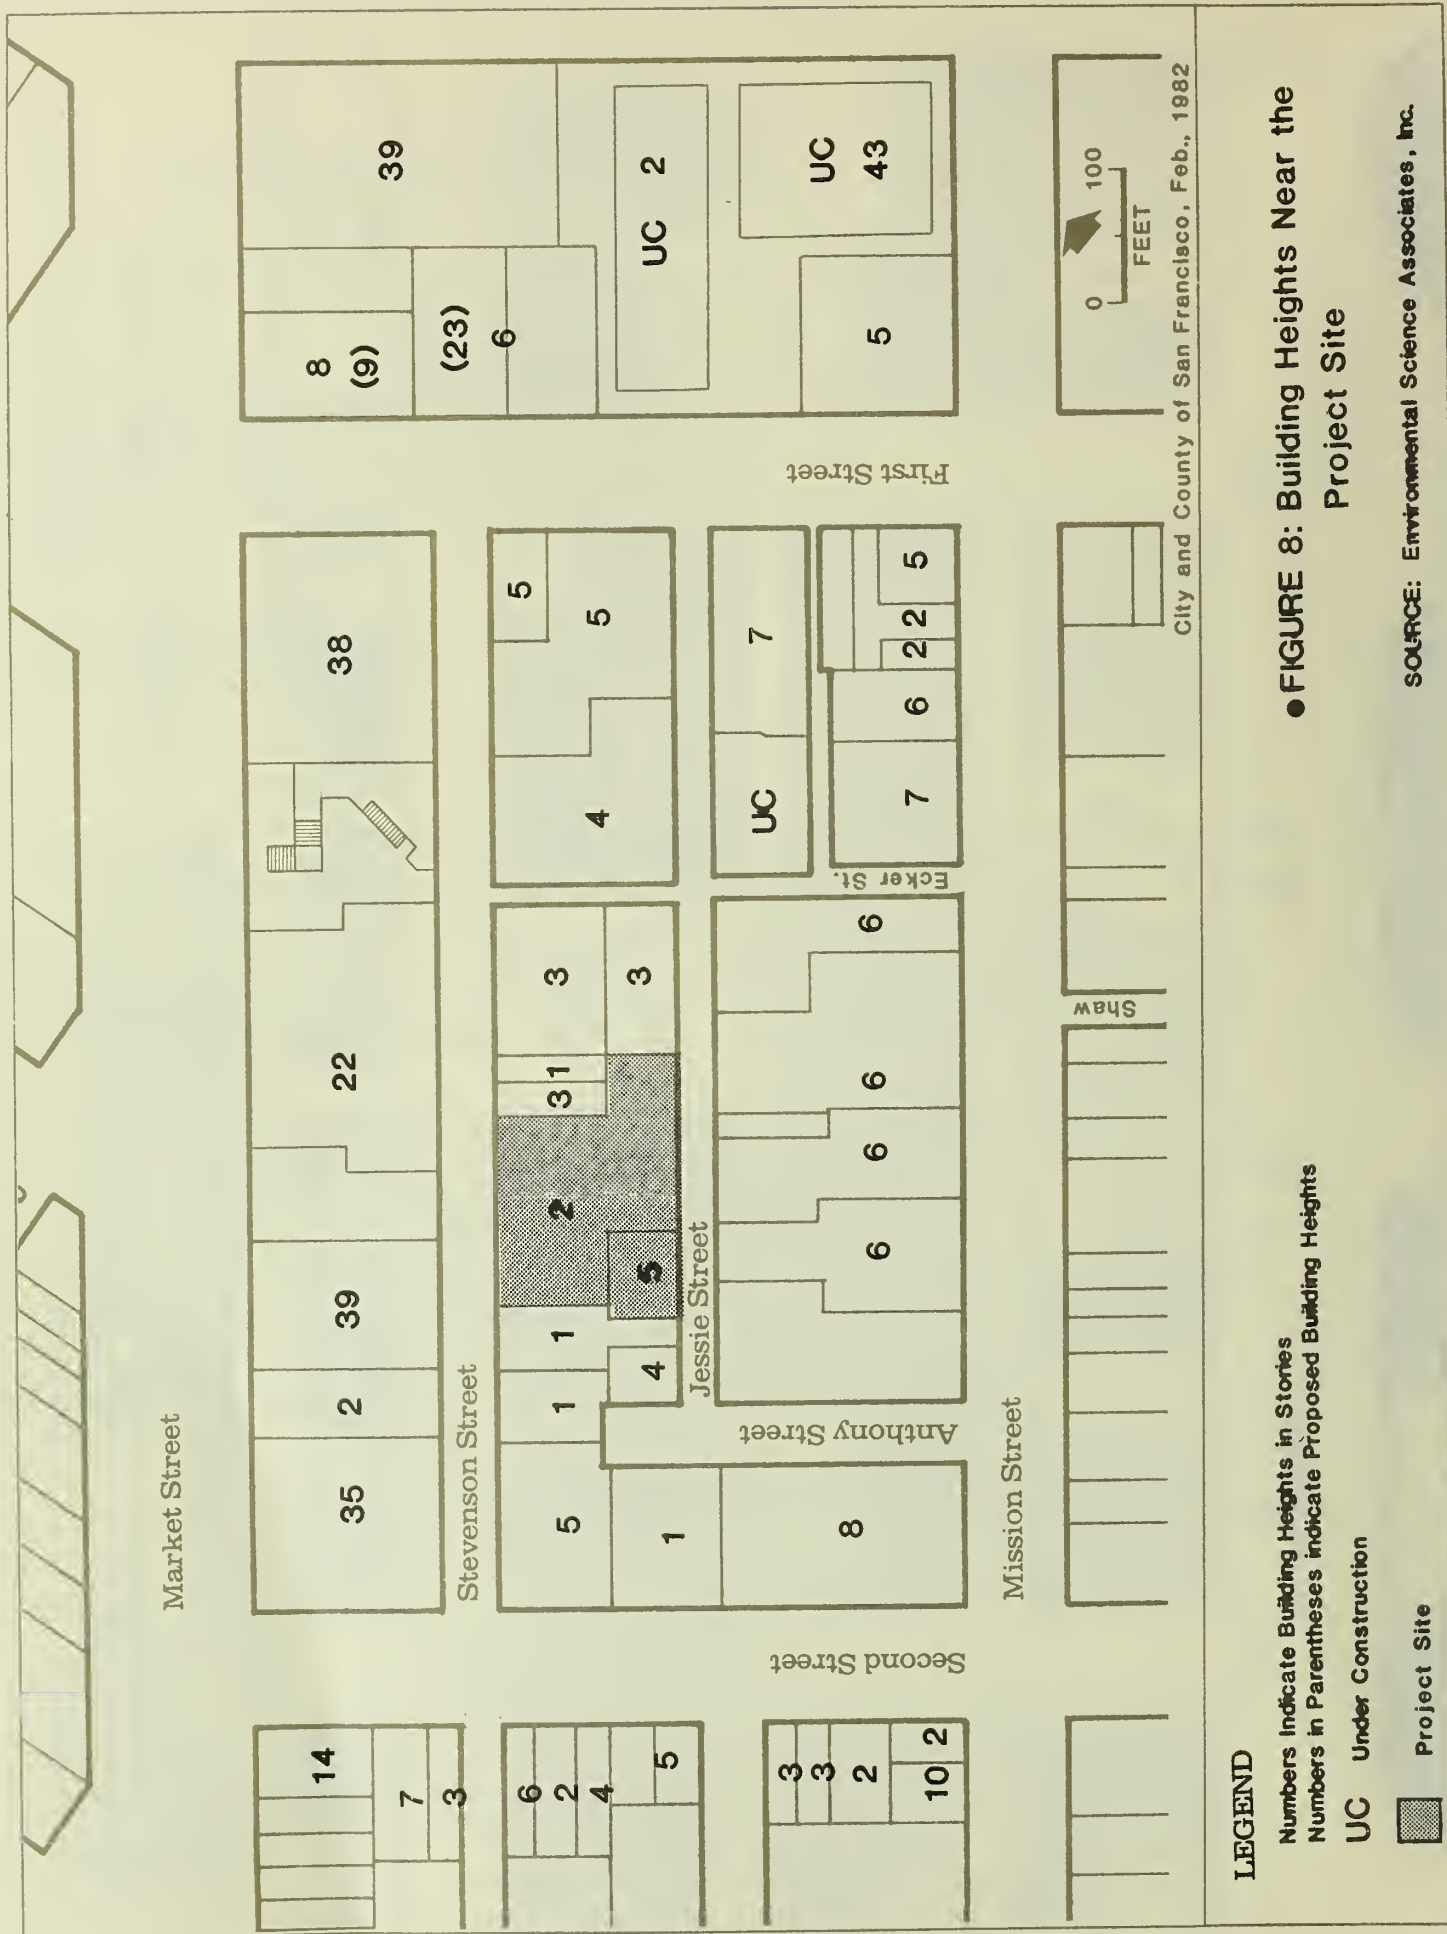 Market Street
35
2
39
22
38
39
8
(9)
(23)
6
UC 2
UC
43
5
Stevenson Street
5
1
1
4
1
2
5
3
1
3
3
4
5
5
First Street
7
UC
5
2
2
6
7
Ecker St.
Jessie Street
Anthony Street
6
6
6
6
1
8
Second Street
14
7
3
6
2
4
5
3
3
2
10
2
Mission Street
Shaw
0 100
FEET
City and County of San Francisco, Feb., 1982
LEGEND
Numbers Indicate Building Heights in Stories
Numbers in Parentheses indicate Proposed Building Heights
UC Under Construction
Project Site
● FIGURE 8: Building Heights Near the
Project Site
SOURCE: Environmental Science Associates, Inc.